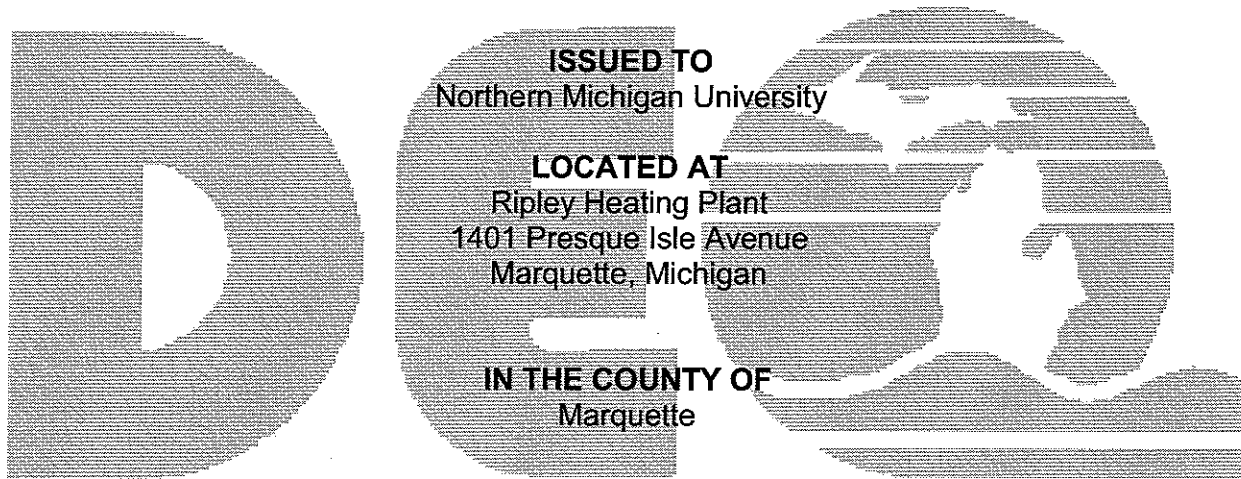 DEQ
ISSUED TO
Northern Michigan University
LOCATED AT
Ripley Heating Plant
1401 Presque Isle Avenue
Marquette, Michigan
IN THE COUNTY OF
Marquette